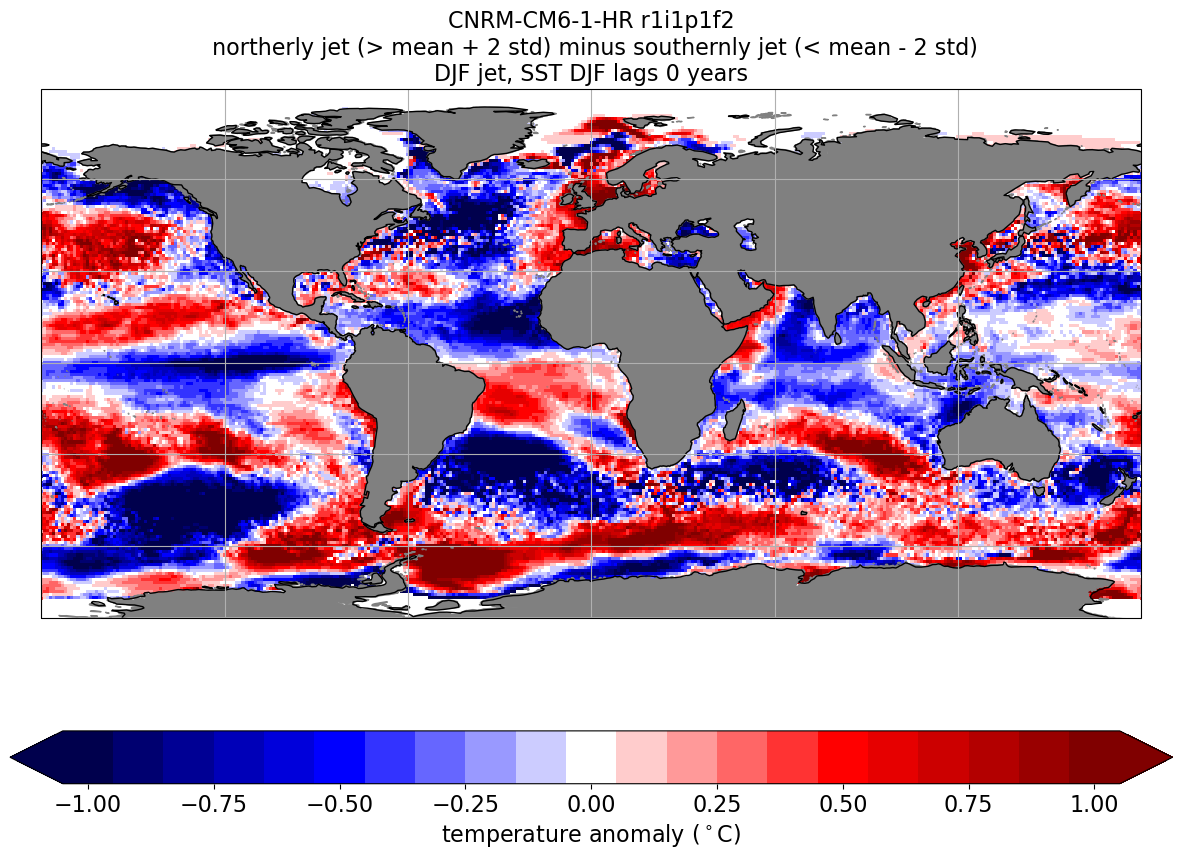 CNRM-CM6-1-HR r1i1p1f2
northerly jet (> mean + 2 std) minus southernly jet (< mean - 2 std)
DJF jet, SST DJF lags 0 years
−1.00 −0.75 −0.50 −0.25 0.00 0.25 0.50 0.75 1.00
temperature anomaly (°C)